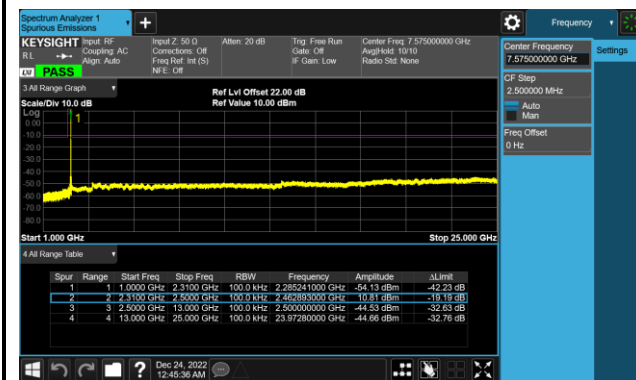 Spectrum Analyzer 1
Spurious Emissions
+
Frequency
KEYSIGHT
RL
LXI PASS
Input: RF
Coupling: AC
Align: Auto
Input Z: 50 Ω
Corrections: Off
Freq Ref: Int (S)
NFE: Off
Atten: 20 dB
Trig: Free Run
Gate: Off
IF Gain: Low
Center Freq: 7.575000000 GHz
Avg|Hold: 10/10
Radio Std: None
Center Frequency
7.575000000 GHz
Settings
CF Step
2.500000 MHz
Auto
Man
Freq Offset
0 Hz
3 All Range Graph
Scale/Div 10.0 dB
Ref Lvl Offset 22.00 dB
Ref Value 10.00 dBm
Log
1
0.00
-10.0
-20.0
-30.0
-40.0
-50.0
-60.0
-70.0
-80.0
Start 1.000 GHz
Stop 25.000 GHz
4 All Range Table
Spur Range Start Freq Stop Freq RBW Frequency Amplitude ΔLimit
1 1 1.0000 GHz 2.3100 GHz 100.0 kHz 2.285241000 GHz -54.13 dBm -42.23 dB
2 2 2.3100 GHz 2.5000 GHz 100.0 kHz 2.462893000 GHz 10.81 dBm -19.19 dB
3 3 2.5000 GHz 13.000 GHz 100.0 kHz 2.500000000 GHz -44.53 dBm -32.63 dB
4 4 13.000 GHz 25.000 GHz 100.0 kHz 23.97280000 GHz -44.66 dBm -32.76 dB
?
Dec 24, 2022
12:45:36 AM